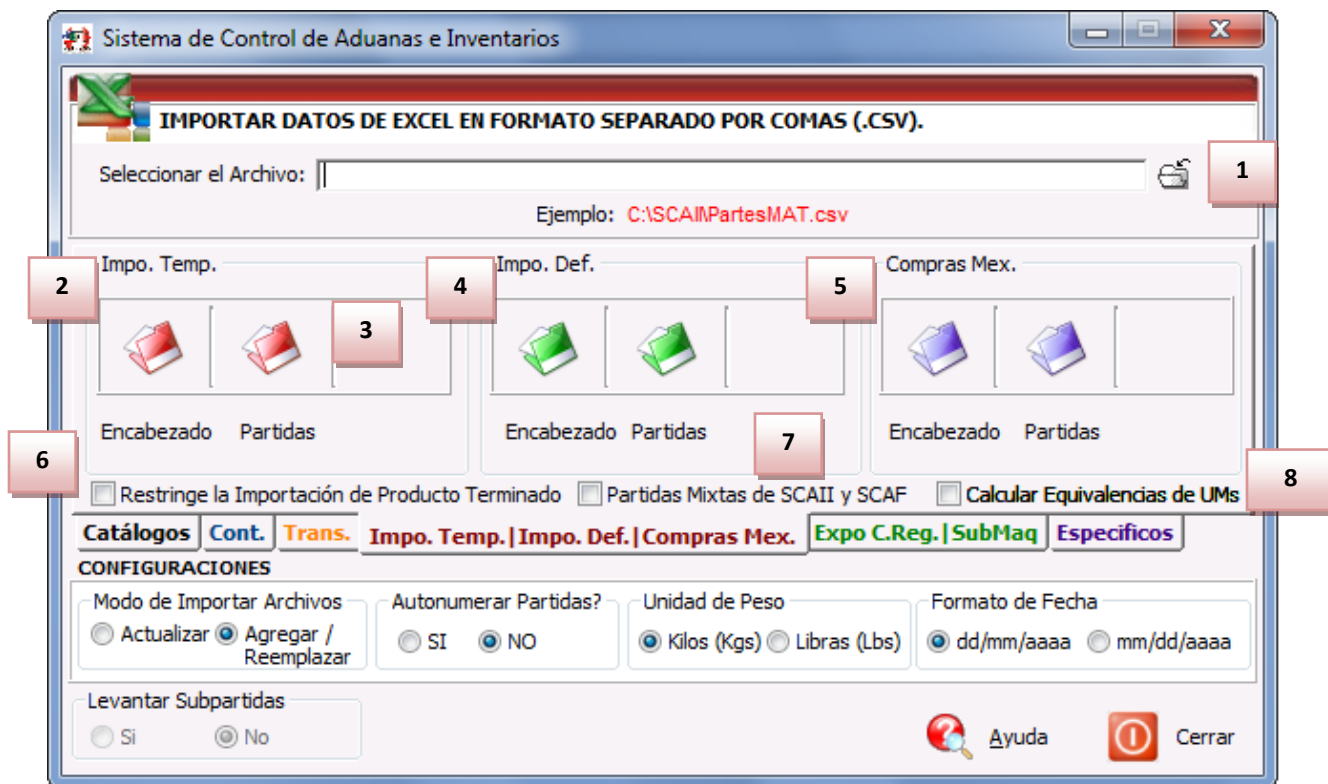 Sistema de Control de Aduanas e Inventarios
IMPORTAR DATOS DE EXCEL EN FORMATO SEPARADO POR COMAS (.CSV).
Seleccionar el Archivo:
1
Ejemplo: C:\SCAII\PartesMAT.csv
Impo. Temp. Impo. Def. Compras Mex.
2 4 5
3
Encabezado Partidas Encabezado Partidas Encabezado Partidas
6 7 8
Restringe la Importación de Producto Terminado Partidas Mixtas de SCAII y SCAF Calcular Equivalencias de UMs
Catálogos Cont. Trans. Impo. Temp.|Impo. Def.|Compras Mex. Expo C.Reg.|SubMaq Especificos
CONFIGURACIONES
Modo de Importar Archivos Autonumerar Partidas? Unidad de Peso Formato de Fecha
Actualizar Agregar / SI NO Kilos (Kgs) Libras (Lbs) dd/mm/aaaa mm/dd/aaaa
Reemplazar
Levantar Subpartidas
Si No Ayuda Cerrar